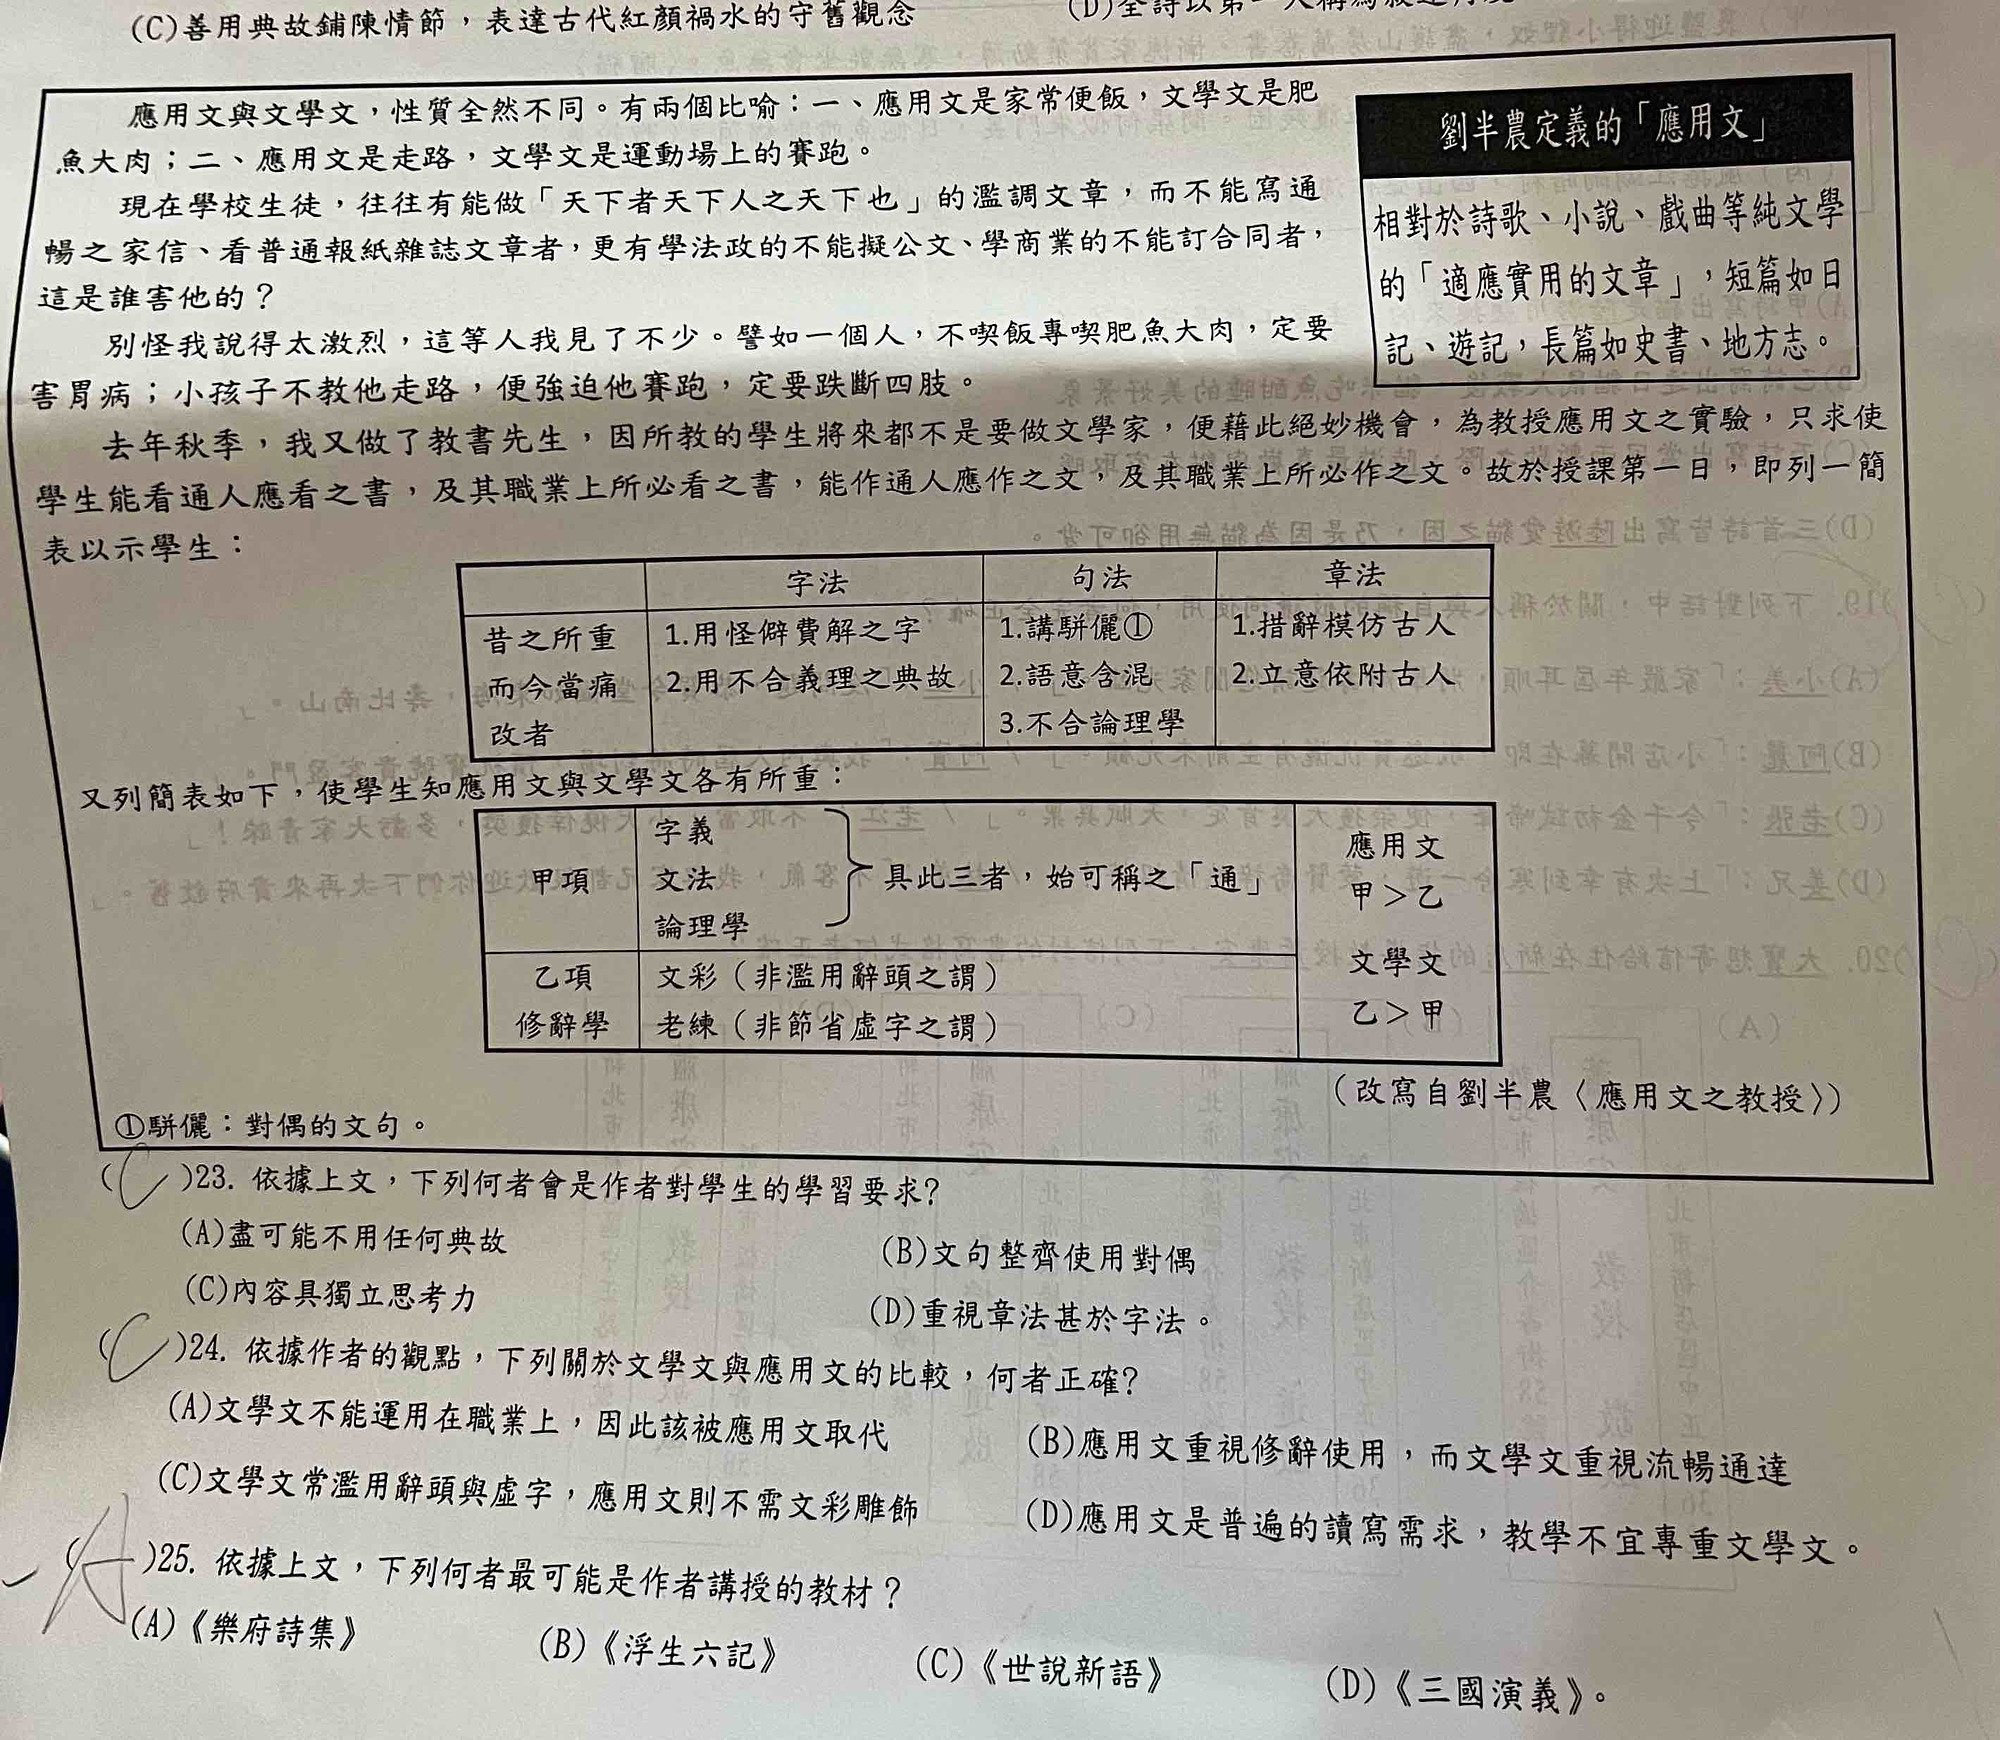 (C)善用典故鋪陳情節，表達古代紅顏禍水的守舊觀念
應用文與文學文，性質全然不同。有兩個比喻：一、應用文是家常便飯，文學文是肥
魚大肉；二、應用文是走路，文學文是運動場上的賽跑。
現在學校生徒，往往有能做「天下者天下人之天下也」的濫調文章，而不能寫通
暢之家信、看普通報紙雜誌文章者，更有學法政的不能擬公文、學商業的不能訂合同者，
這是誰害他的？
別怪我說得太激烈，這等人我見了不少。譬如一個人，不喫飯專喫肥魚大肉，定要
害胃病；小孩子不教他走路，便強迫他賽跑，定要跌斷四肢。
劉半農定義的「應用文」
相對於詩歌、小說、戲曲等純文學
的「適應實用的文章」，短篇如日
記、遊記，長篇如史書、地方志。
去年秋季，我又做了教書先生，因所教的學生將來都不是要做文學家，便藉此絕妙機會，為教授應用文之實驗，只求使
學生能看通人應看之書，及其職業上所必看之書，能作通人應作之文，及其職業上所必作之文。故於授課第一日，即列一簡
表以示學生：
字法 句法 章法
昔之所重 1.用怪僻費解之字 1.講駢儷① 1.措辭模仿古人
而今當痛 2.用不合義理之典故 2.語意含混 2.立意依附古人
改者 3.不合論理學
又列簡表如下，使學生知應用文與文學文各有所重：
字義 應用文
甲項 文法 具此三者，始可稱之「通」 甲＞乙
論理學
乙項 文彩（非濫用辭頭之謂） 文學文
修辭學 老練（非節省虛字之謂） 乙＞甲
（改寫自劉半農〈應用文之教授〉）
①駢儷：對偶的文句。
(C)23. 依據上文，下列何者會是作者對學生的學習要求?
(A)盡可能不用任何典故 (B)文句整齊使用對偶
(C)內容具獨立思考力 (D)重視章法甚於字法。
(C)24. 依據作者的觀點，下列關於文學文與應用文的比較，何者正確?
(A)文學文不能運用在職業上，因此該被應用文取代 (B)應用文重視修辭使用，而文學文重視流暢通達
(C)文學文常濫用辭頭與虛字，應用文則不需文彩雕飾 (D)應用文是普遍的讀寫需求，教學不宜專重文學文。
(A)25. 依據上文，下列何者最可能是作者講授的教材？
(A)《樂府詩集》 (B)《浮生六記》 (C)《世說新語》 (D)《三國演義》。